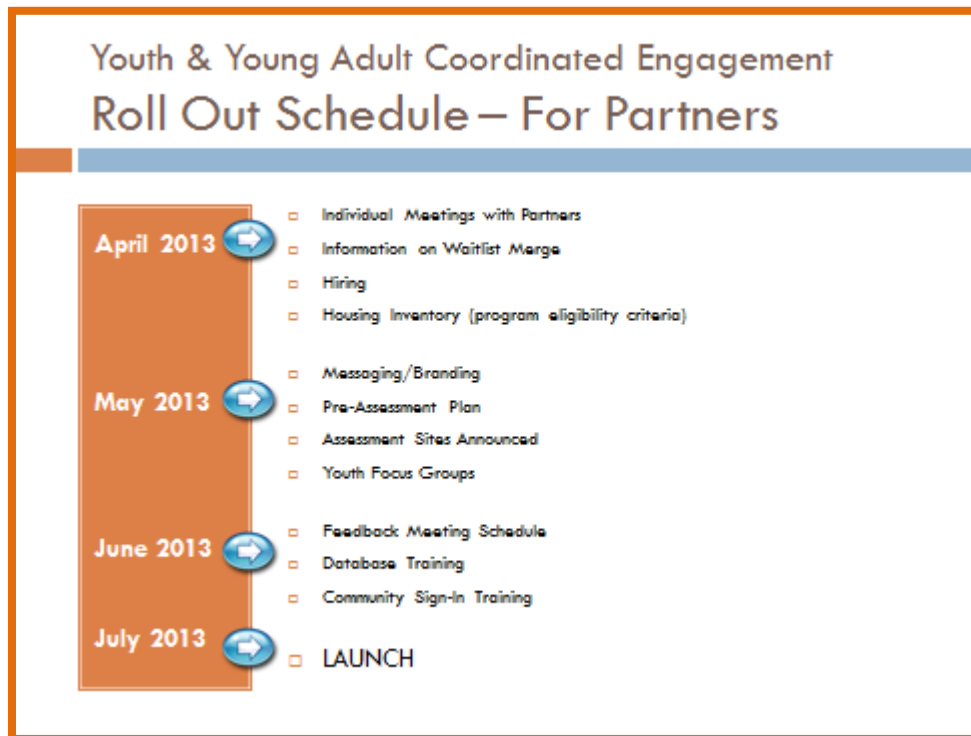 Youth & Young Adult Coordinated Engagement
Roll Out Schedule – For Partners
April 2013
Individual Meetings with Partners
Information on Waitlist Merge
Hiring
Housing Inventory (program eligibility criteria)
May 2013
Messaging/Branding
Pre-Assessment Plan
Assessment Sites Announced
Youth Focus Groups
June 2013
Feedback Meeting Schedule
Database Training
Community Sign-In Training
July 2013
LAUNCH